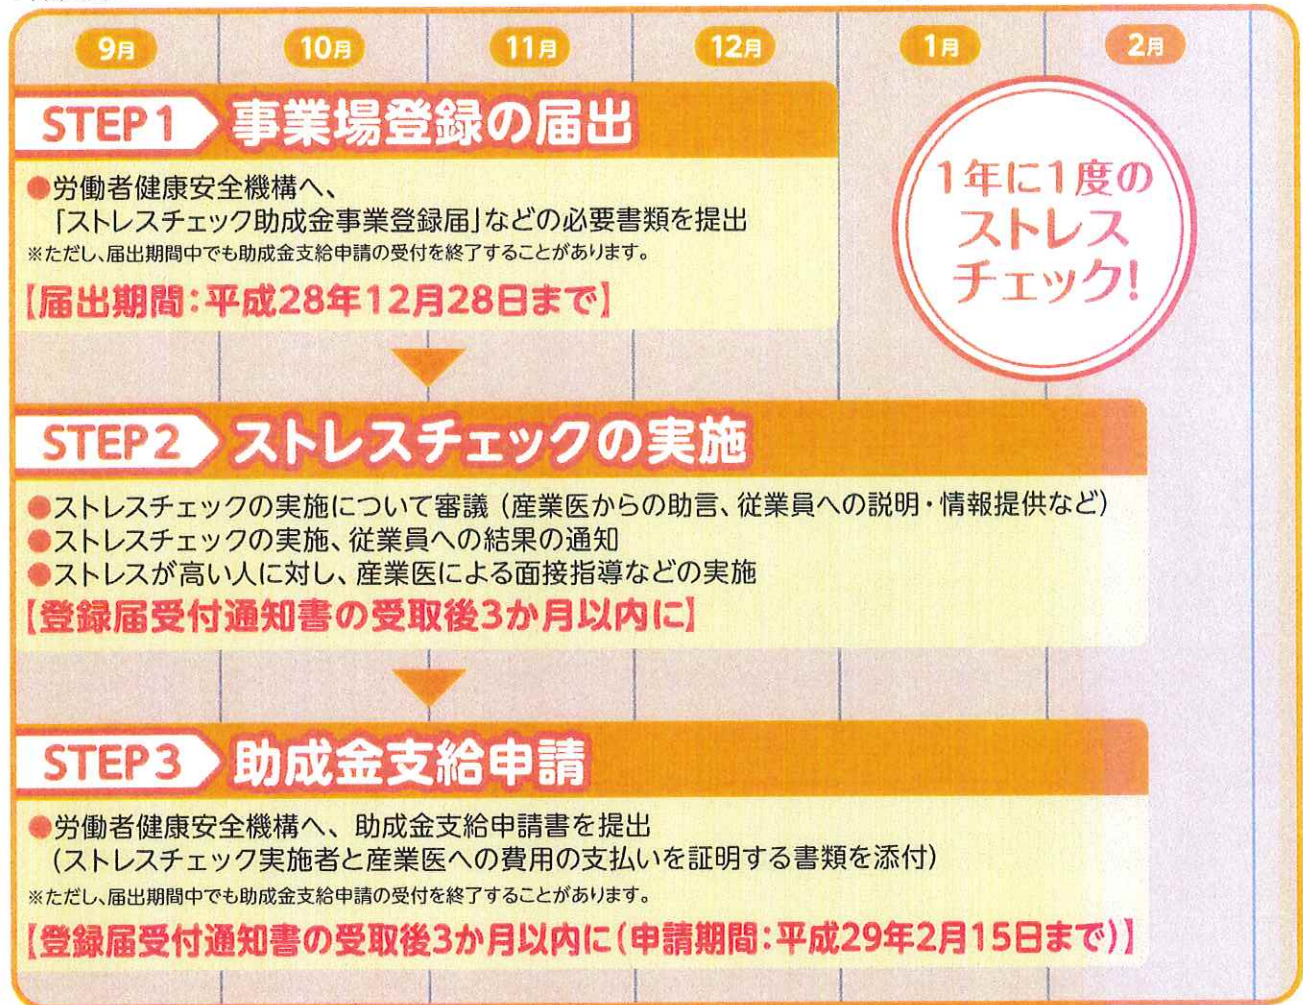 9月 10月 11月 12月 1月 2月
STEP1 事業場登録の届出
●労働者健康安全機構へ、
「ストレスチェック助成金事業登録届」などの必要書類を提出
※ただし、届出期間中でも助成金支給申請の受付を終了することがあります。
【届出期間：平成28年12月28日まで】
1年に1度の
ストレス
チェック!
STEP2 ストレスチェックの実施
●ストレスチェックの実施について審議（産業医からの助言、従業員への説明・情報提供など）
●ストレスチェックの実施、従業員への結果の通知
●ストレスが高い人に対し、産業医による面接指導などの実施
【登録届受付通知書の受取後3か月以内に】
STEP3 助成金支給申請
●労働者健康安全機構へ、助成金支給申請書を提出
（ストレスチェック実施者と産業医への費用の支払いを証明する書類を添付）
※ただし、届出期間中でも助成金支給申請の受付を終了することがあります。
【登録届受付通知書の受取後3か月以内に（申請期間：平成29年2月15日まで）】